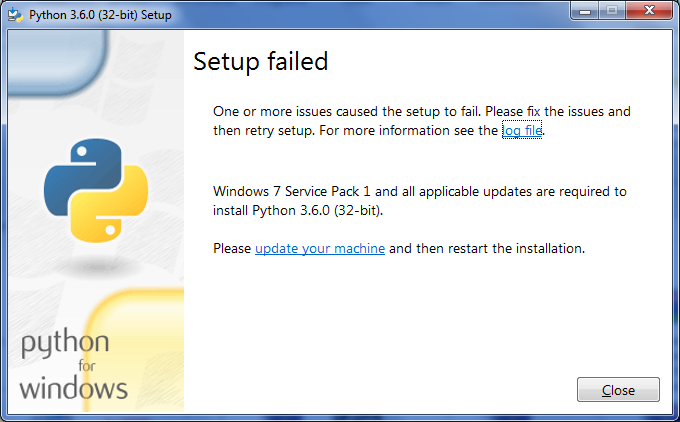 Python 3.6.0 (32-bit) Setup
Setup failed
One or more issues caused the setup to fail. Please fix the issues and
then retry setup. For more information see the log file.
Windows 7 Service Pack 1 and all applicable updates are required to
install Python 3.6.0 (32-bit).
Please update your machine and then restart the installation.
python
for
windows
Close